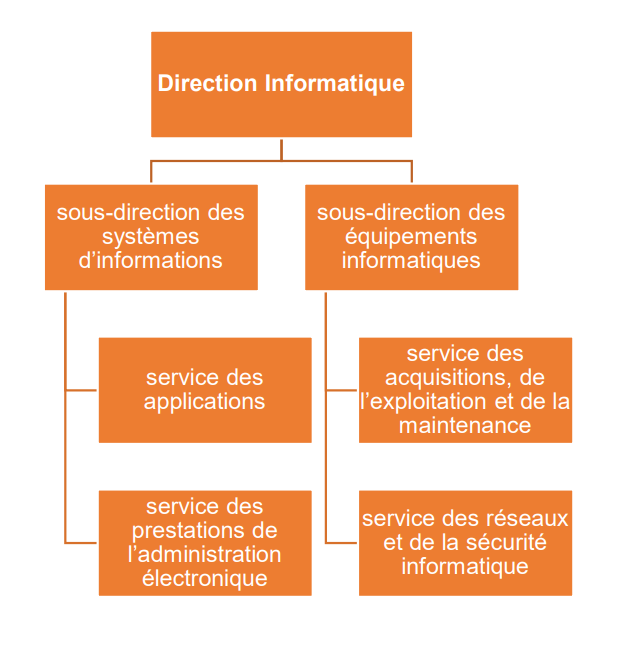 Direction Informatique
sous-direction des
systèmes
d’informations
sous-direction des
équipements
informatiques
service des
applications
service des
acquisitions, de
l’exploitation et de la
maintenance
service des
prestations de
l’administration
électronique
service des réseaux
et de la sécurité
informatique